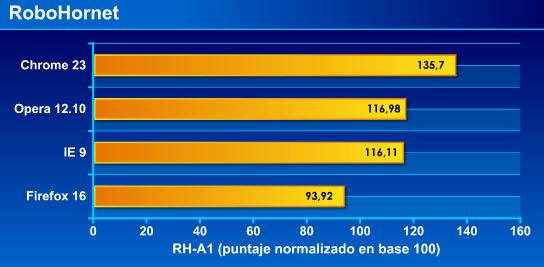 RoboHornet
Chrome 23
135,7
Opera 12.10
116,98
IE 9
116,11
Firefox 16
93,92
0 20 40 60 80 100 120 140 160
RH-A1 (puntaje normalizado en base 100)